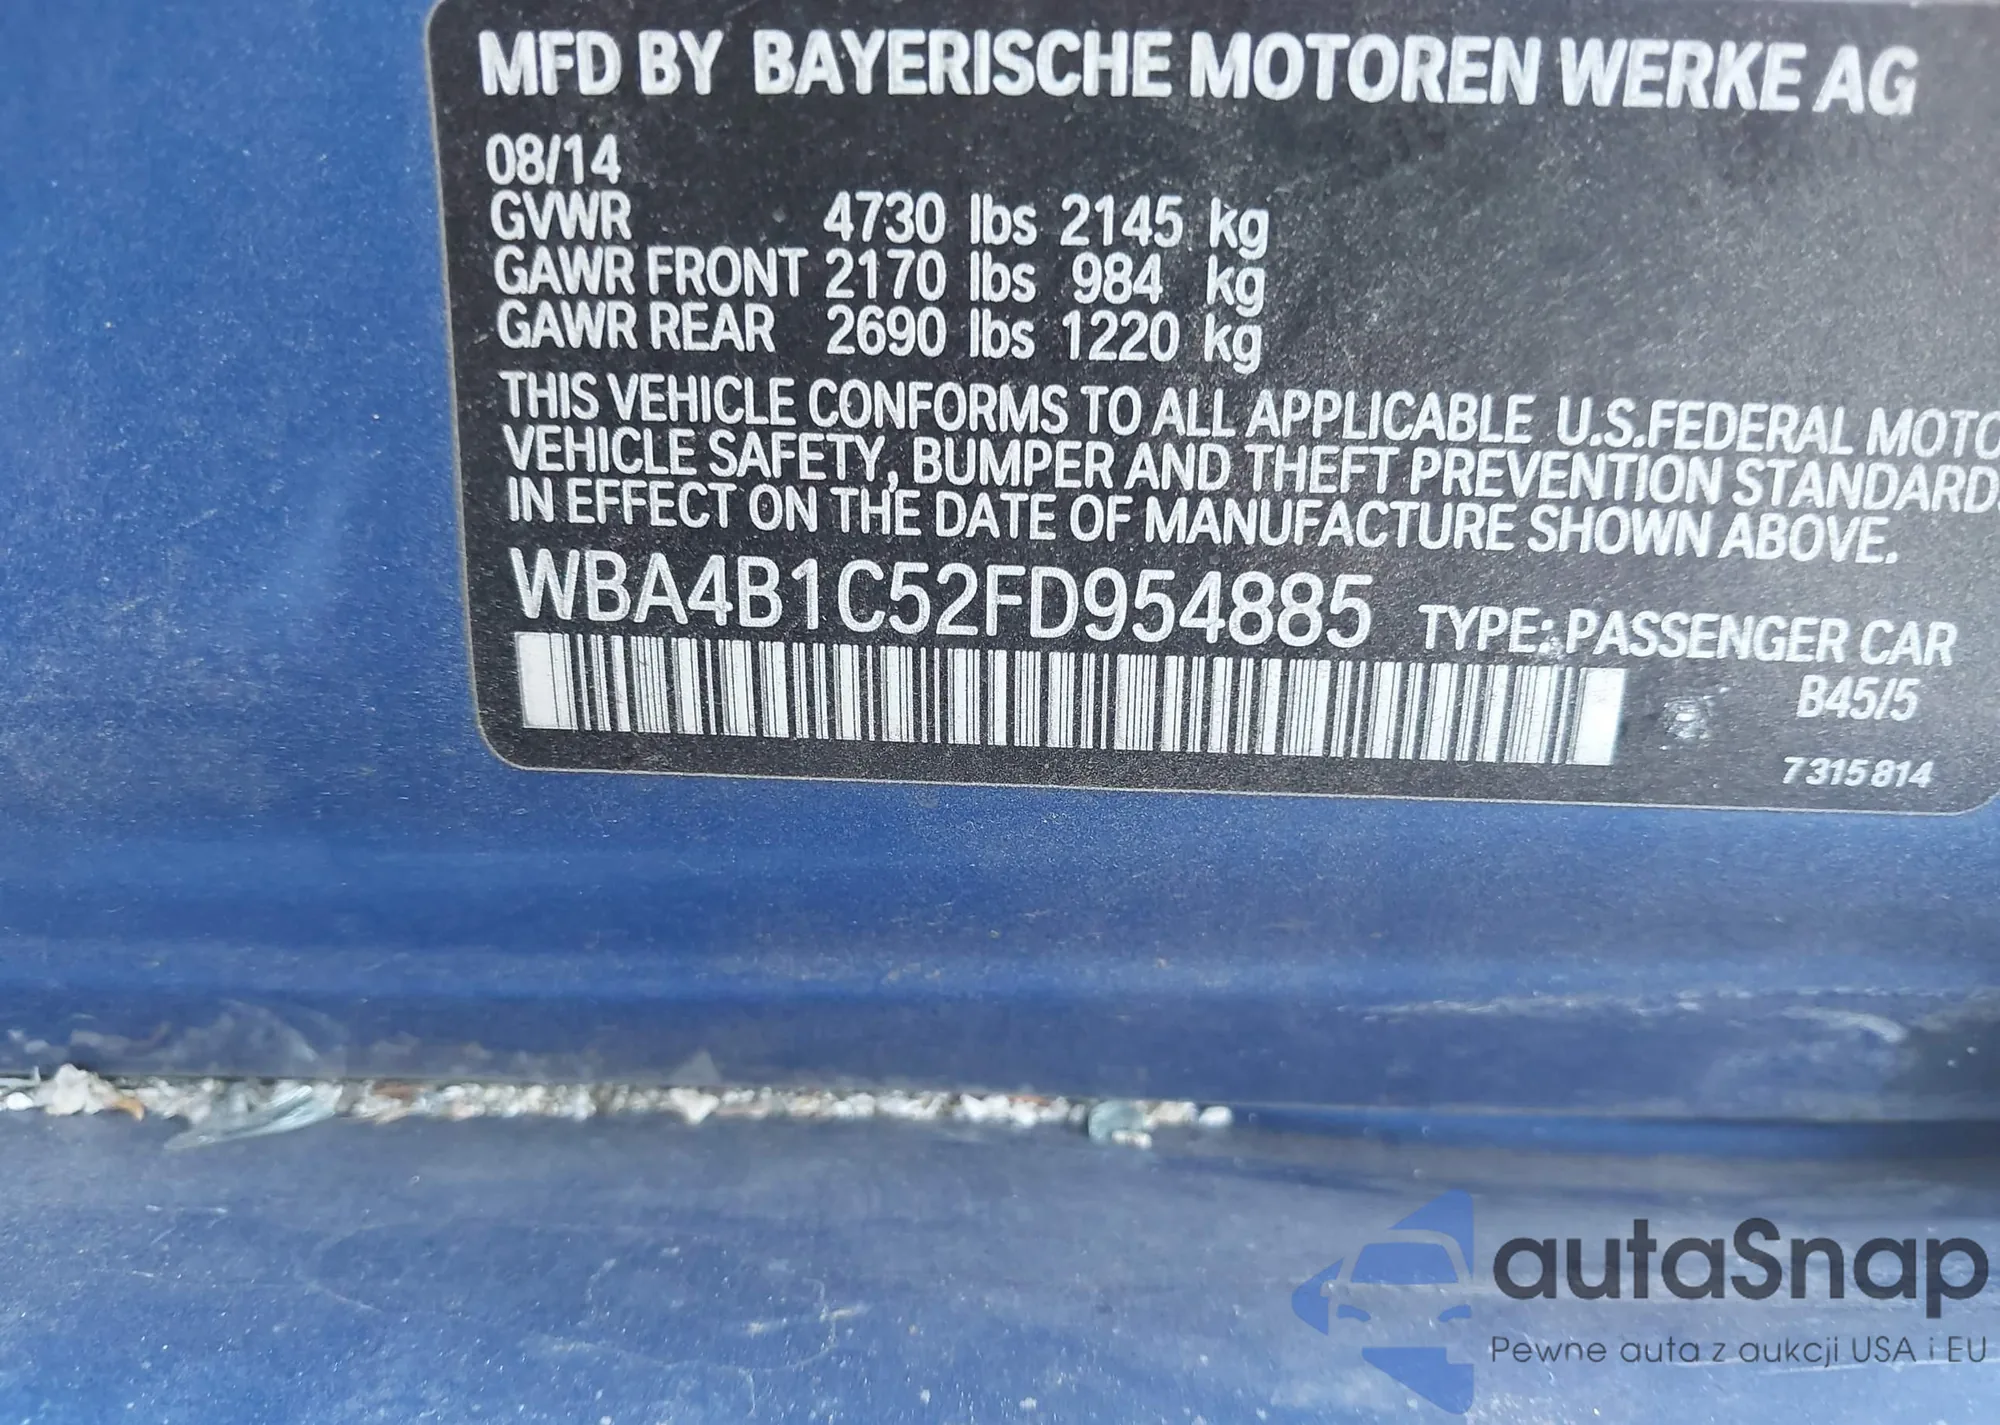 MFD BY BAYERISCHE MOTOREN WERKE AG
08/14
GVWR 4730 lbs 2145 kg
GAWR FRONT 2170 lbs 984 kg
GAWR REAR 2690 lbs 1220 kg
THIS VEHICLE CONFORMS TO ALL APPLICABLE U.S.FEDERAL MOTO
VEHICLE SAFETY, BUMPER AND THEFT PREVENTION STANDARDS
IN EFFECT ON THE DATE OF MANUFACTURE SHOWN ABOVE.
WBA4B1C52FD954885 TYPE: PASSENGER CAR
B45/5
7315814
autaSnap
Pewne auta z aukcji USA i EU